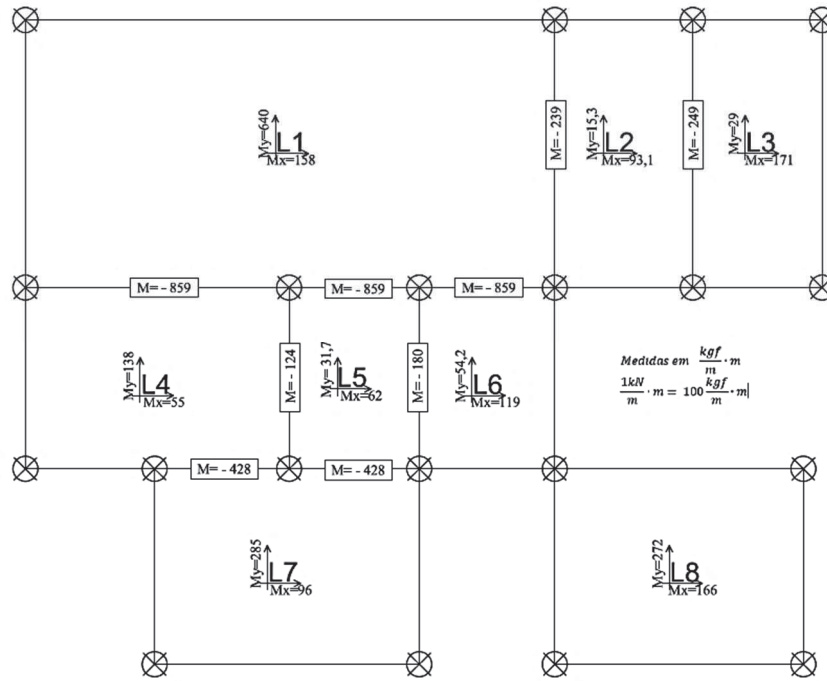 My=640
L1
Mx=158
M= - 239
My=15,3
L2
Mx=93,1
M= - 249
My=29
L3
Mx=171
M= - 859
M= - 859
M= - 859
My=138
L4
Mx=55
M= - 124
My= 31,7
L5
Mx=62
M= - 180
My=54,2
L6
Mx=119
Medidas em kgf/m · m
1kN/m · m = 100 kgf/m · m
M= - 428
M= - 428
My=285
L7
Mx=96
My=272
L8
Mx=166